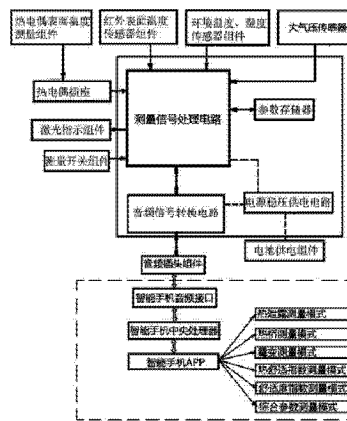 热电偶表面温度
测量组件
红外表面温度
传感器组件
环境温度、湿度
传感器组件
大气压传感器
热电偶插座
测量信号处理电路
参数存储器
激光指示组件
测量开关组件
音频信号转换电路
电源稳压供电电路
电池供电组件
音频插头组件
智能手机音频接口
智能手机中央处理器
智能手机APP
热泄露测量模式
热桥测量模式
霉变测量模式
热舒适指数测量模式
舒适度指数测量模式
综合参数测量模式